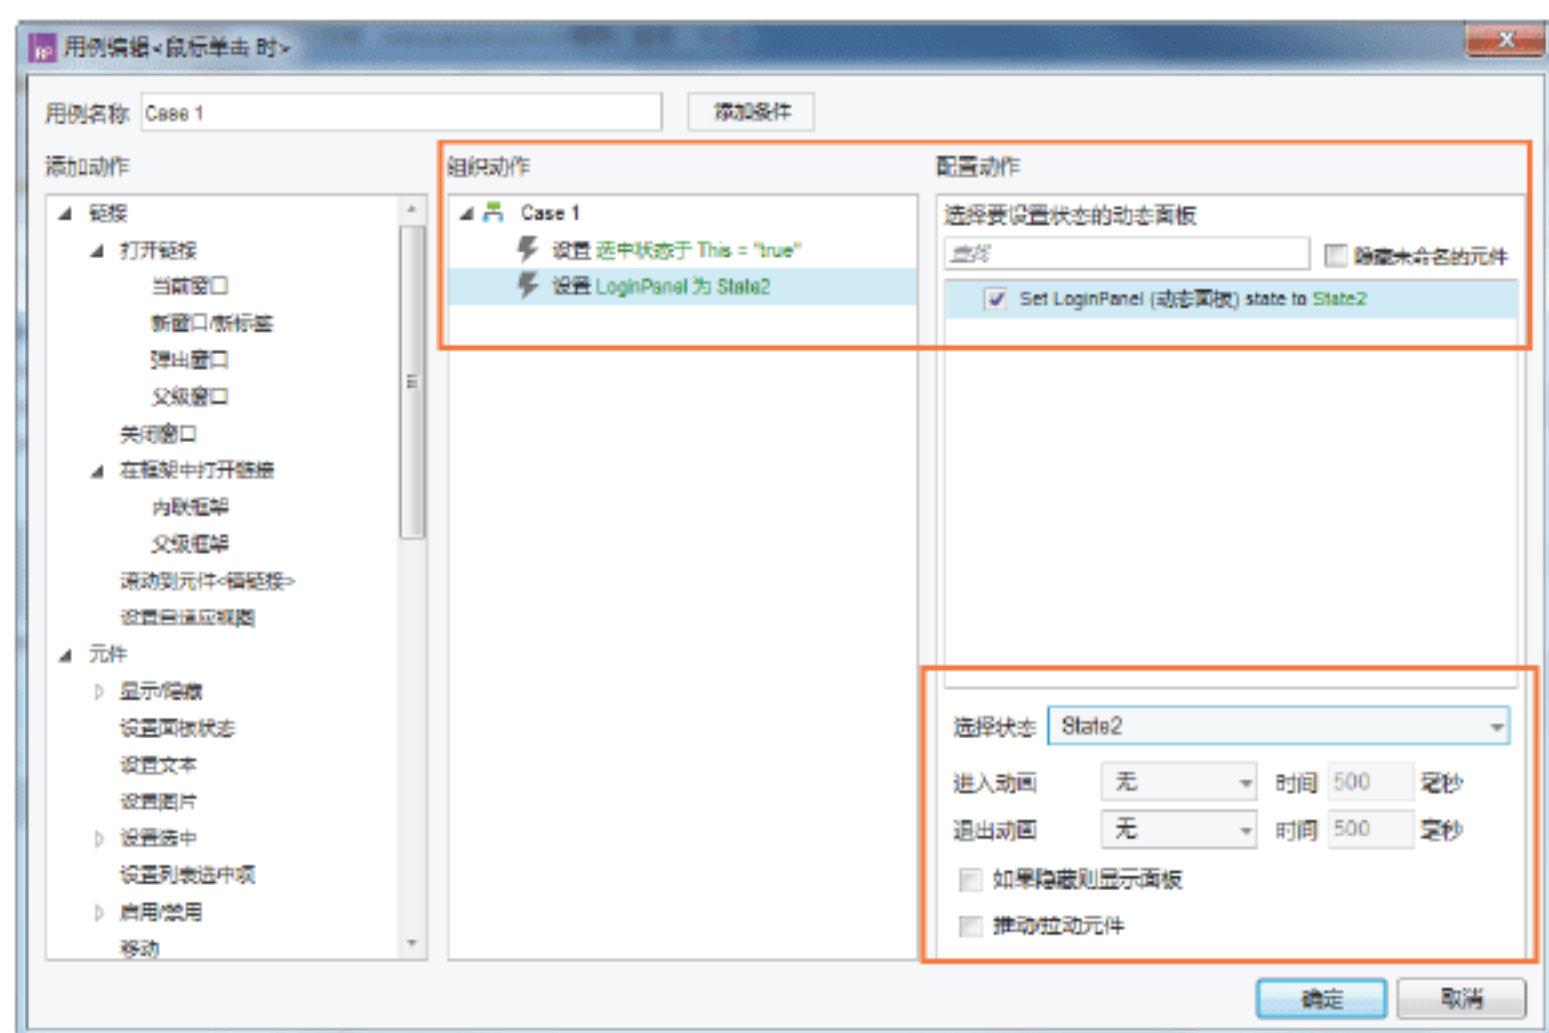 RP 用例编辑<鼠标单击 时>
用例名称 Case 1 添加条件
添加动作
链接
打开链接
当前窗口
新窗口/新标签
弹出窗口
父级窗口
关闭窗口
在框架中打开链接
内联框架
父级框架
滚动到元件<锚链接>
设置自适应视图
元件
显示/隐藏
设置面板状态
设置文本
设置图片
设置选中
设置列表选中项
启用/禁用
移动
组织动作
Case 1
设置 选中状态于 This = "true"
设置 LoginPanel 为 State2
配置动作
选择要设置状态的动态面板
查找 隐藏未命名的元件
Set LoginPanel (动态面板) state to State2
选择状态 State2
进入动画 无 时间 500 毫秒
退出动画 无 时间 500 毫秒
如果隐藏则显示面板
推动/拉动元件
确定 取消